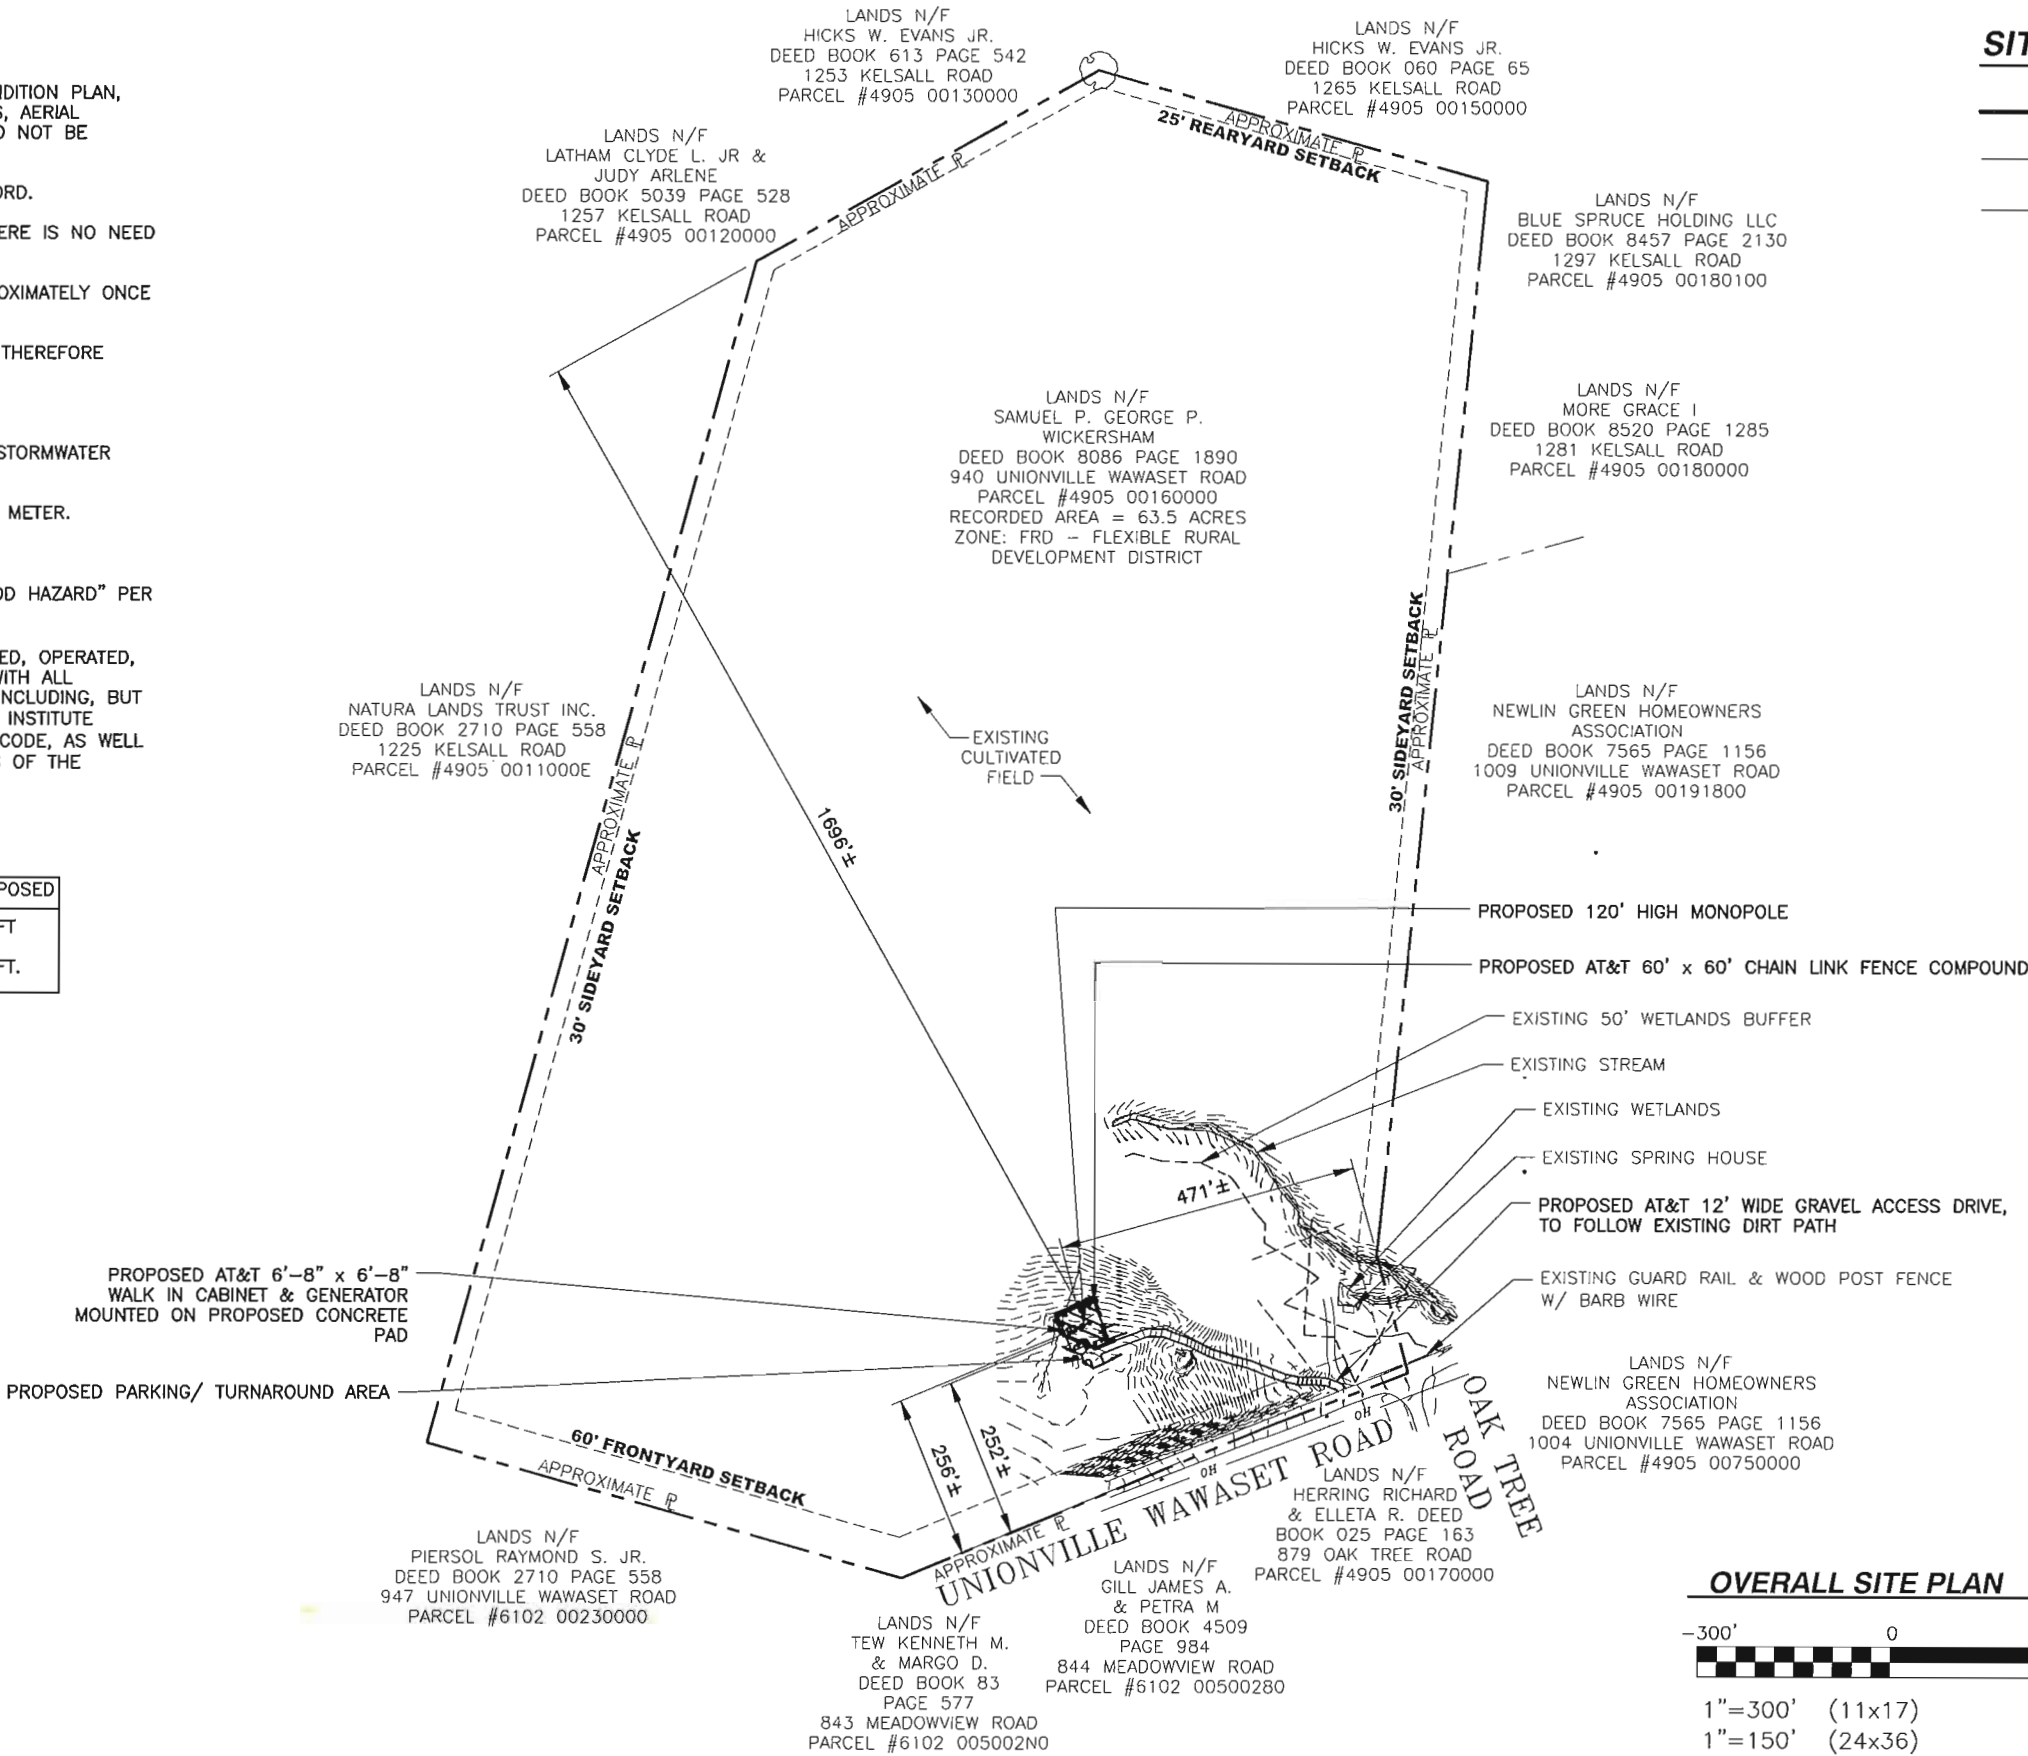 NDITION PLAN,
S, AERIAL
D NOT BE
ORD.
ERE IS NO NEED
OXIMATELY ONCE
THEREFORE
STORMWATER
METER.
OD HAZARD" PER
ED, OPERATED,
WITH ALL
INCLUDING, BUT
INSTITUTE
CODE, AS WELL
OF THE
POSED
FT
FT.
LANDS N/F
HICKS W. EVANS JR.
DEED BOOK 613 PAGE 542
1253 KELSALL ROAD
PARCEL #4905 00130000
LANDS N/F
HICKS W. EVANS JR.
DEED BOOK 060 PAGE 65
1265 KELSALL ROAD
PARCEL #4905 00150000
SIT
LANDS N/F
LATHAM CLYDE L. JR &
JUDY ARLENE
DEED BOOK 5039 PAGE 528
1257 KELSALL ROAD
PARCEL #4905 00120000
APPROXIMATE PL
APPROXIMATE PL
25' REARYARD SETBACK
LANDS N/F
BLUE SPRUCE HOLDING LLC
DEED BOOK 8457 PAGE 2130
1297 KELSALL ROAD
PARCEL #4905 00180100
LANDS N/F
SAMUEL P. GEORGE P.
WICKERSHAM
DEED BOOK 8086 PAGE 1890
940 UNIONVILLE WAWASET ROAD
PARCEL #4905 00160000
RECORDED AREA = 63.5 ACRES
ZONE: FRD – FLEXIBLE RURAL
DEVELOPMENT DISTRICT
LANDS N/F
MORE GRACE I
DEED BOOK 8520 PAGE 1285
1281 KELSALL ROAD
PARCEL #4905 00180000
LANDS N/F
NATURA LANDS TRUST INC.
DEED BOOK 2710 PAGE 558
1225 KELSALL ROAD
PARCEL #4905 0011000E
APPROXIMATE PL
30' SIDEYARD SETBACK
EXISTING
CULTIVATED
FIELD
1696'±
30' SIDEYARD SETBACK
APPROXIMATE PL
LANDS N/F
NEWLIN GREEN HOMEOWNERS
ASSOCIATION
DEED BOOK 7565 PAGE 1156
1009 UNIONVILLE WAWASET ROAD
PARCEL #4905 00191800
PROPOSED 120' HIGH MONOPOLE
PROPOSED AT&T 60' x 60' CHAIN LINK FENCE COMPOUND
EXISTING 50' WETLANDS BUFFER
EXISTING STREAM
EXISTING WETLANDS
EXISTING SPRING HOUSE
PROPOSED AT&T 12' WIDE GRAVEL ACCESS DRIVE,
TO FOLLOW EXISTING DIRT PATH
EXISTING GUARD RAIL & WOOD POST FENCE
W/ BARB WIRE
471'±
PROPOSED AT&T 6'-8" x 6'-8"
WALK IN CABINET & GENERATOR
MOUNTED ON PROPOSED CONCRETE
PAD
PROPOSED PARKING/ TURNAROUND AREA
60' FRONTYARD SETBACK
APPROXIMATE PL
256'±
252'±
APPROXIMATE PL
OH
OH
UNIONVILLE WAWASET ROAD
OAK TREE
ROAD
LANDS N/F
NEWLIN GREEN HOMEOWNERS
ASSOCIATION
DEED BOOK 7565 PAGE 1156
1004 UNIONVILLE WAWASET ROAD
PARCEL #4905 00750000
LANDS N/F
HERRING RICHARD
& ELLETA R. DEED
BOOK 025 PAGE 163
879 OAK TREE ROAD
PARCEL #4905 00170000
LANDS N/F
PIERSOL RAYMOND S. JR.
DEED BOOK 2710 PAGE 558
947 UNIONVILLE WAWASET ROAD
PARCEL #6102 00230000
LANDS N/F
GILL JAMES A.
& PETRA M
DEED BOOK 4509
PAGE 984
844 MEADOWVIEW ROAD
PARCEL #6102 00500280
LANDS N/F
TEW KENNETH M.
& MARGO D.
DEED BOOK 83
PAGE 577
843 MEADOWVIEW ROAD
PARCEL #6102 005002N0
OVERALL SITE PLAN
-300' 0
1"=300' (11x17)
1"=150' (24x36)